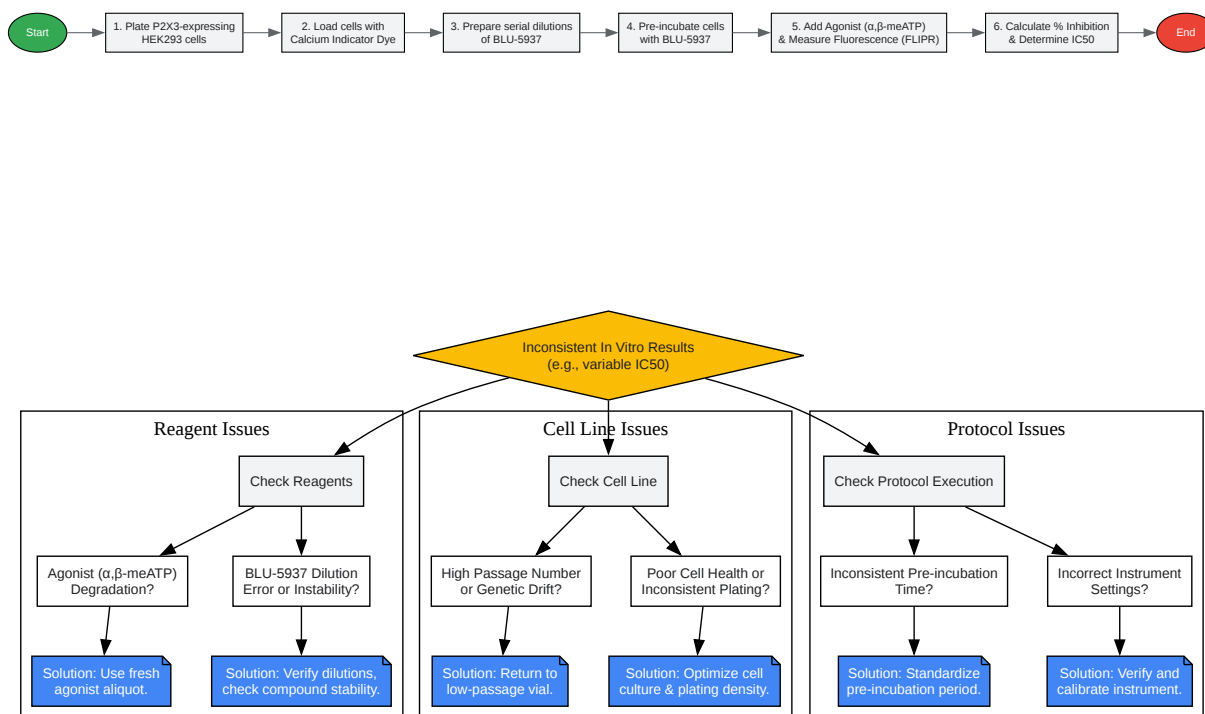 Start
1. Plate P2X3-expressing
HEK293 cells
2. Load cells with
Calcium Indicator Dye
3. Prepare serial dilutions
of BLU-5937
4. Pre-incubate cells
with BLU-5937
5. Add Agonist (α,β-meATP)
& Measure Fluorescence (FLIPR)
6. Calculate % Inhibition
& Determine IC50
End
Inconsistent In Vitro Results
(e.g., variable IC50)
Reagent Issues
Check Reagents
Agonist (α,β-meATP)
Degradation?
BLU-5937 Dilution
Error or Instability?
Solution: Use fresh
agonist aliquot.
Solution: Verify dilutions,
check compound stability.
Cell Line Issues
Check Cell Line
High Passage Number
or Genetic Drift?
Poor Cell Health or
Inconsistent Plating?
Solution: Return to
low-passage vial.
Solution: Optimize cell
culture & plating density.
Protocol Issues
Check Protocol Execution
Inconsistent Pre-incubation
Time?
Incorrect Instrument
Settings?
Solution: Standardize
pre-incubation period.
Solution: Verify and
calibrate instrument.